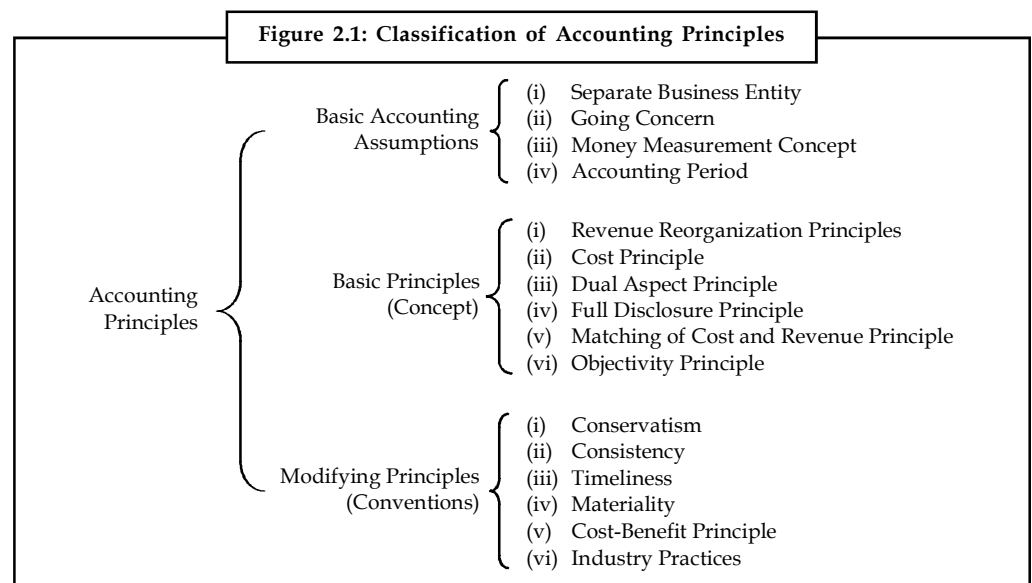 Figure 2.1: Classification of Accounting Principles
Accounting
Principles
Basic Accounting
Assumptions
(i) Separate Business Entity
(ii) Going Concern
(iii) Money Measurement Concept
(iv) Accounting Period
Basic Principles
(Concept)
(i) Revenue Reorganization Principles
(ii) Cost Principle
(iii) Dual Aspect Principle
(iv) Full Disclosure Principle
(v) Matching of Cost and Revenue Principle
(vi) Objectivity Principle
Modifying Principles
(Conventions)
(i) Conservatism
(ii) Consistency
(iii) Timeliness
(iv) Materiality
(v) Cost-Benefit Principle
(vi) Industry Practices